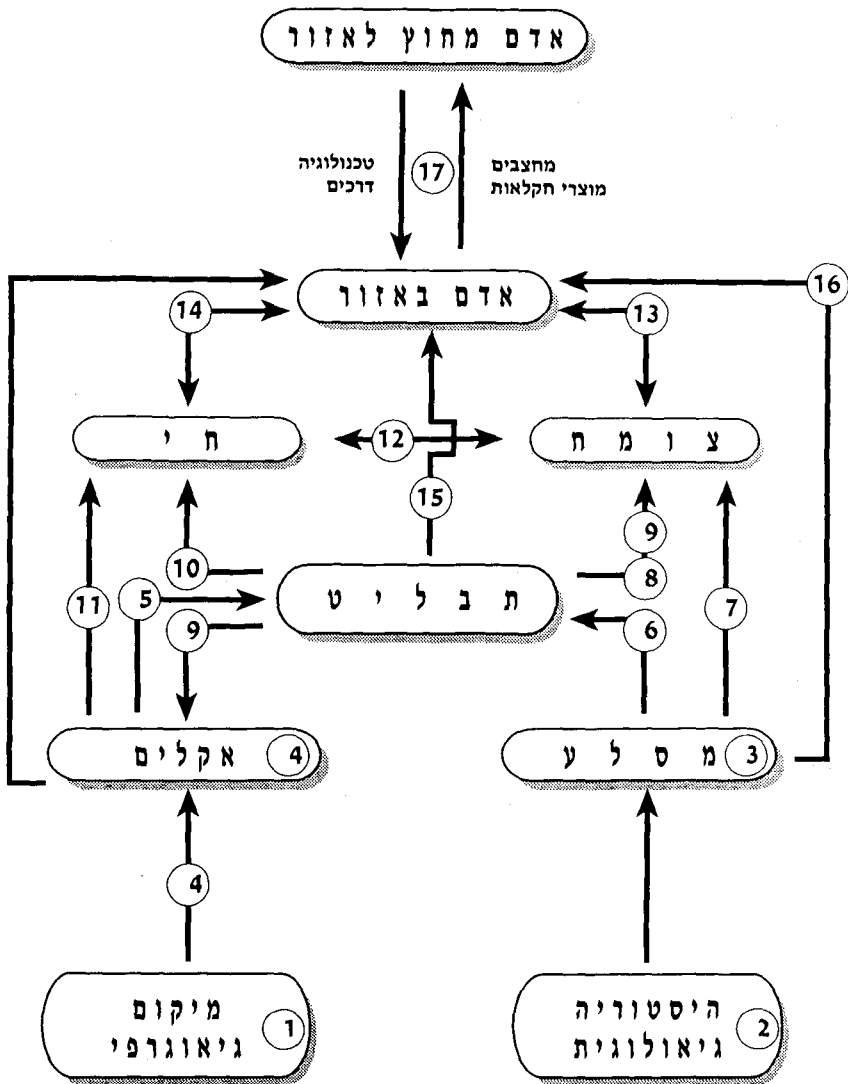 אדם מחוץ לאזור
טכנולוגיה
דרכים
17
מחצבים
מוצרי חקלאות
16
אדם באזור
14
13
חי
12
צומח
15
9
10
8
תבליט
5
11
7
9
6
אקלים 4
מסלע 3
4
מיקום
גיאוגרפי
1
היסטוריה
גיאולוגית
2